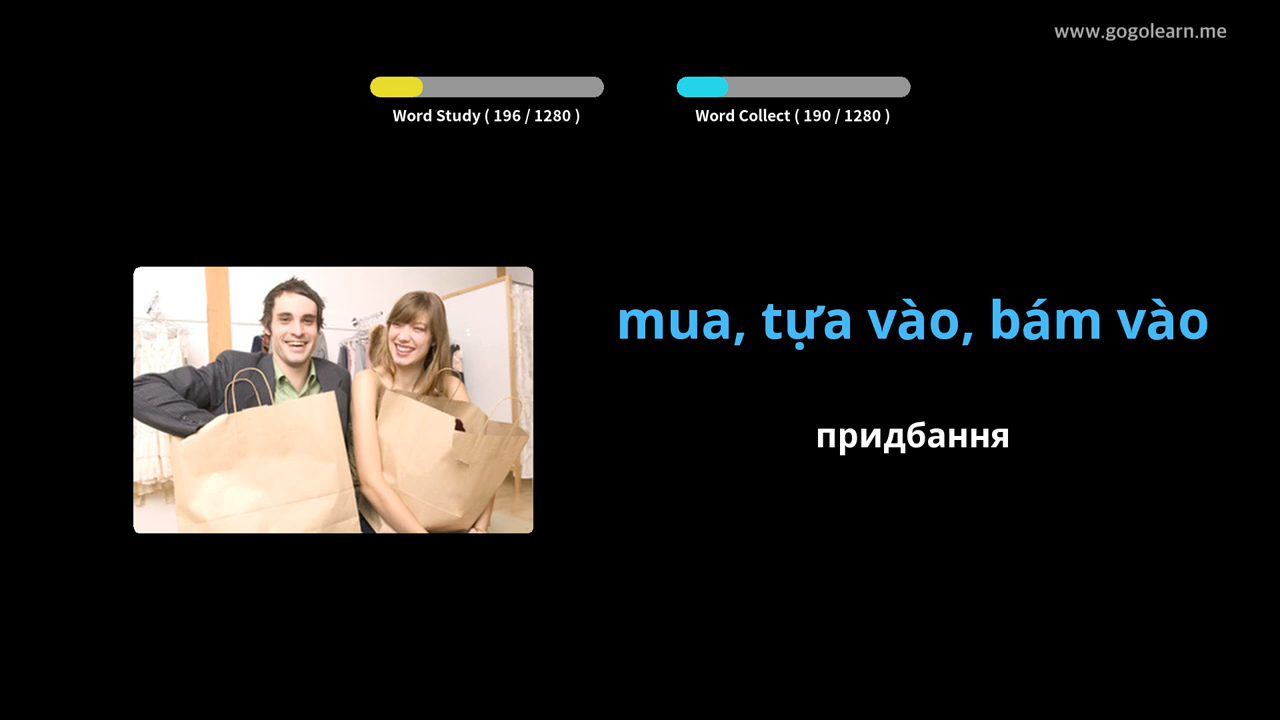 www.gogolearn.me
Word Study ( 196 / 1280 )
Word Collect ( 190 / 1280 )
mua, tựa vào, bám vào
придбання